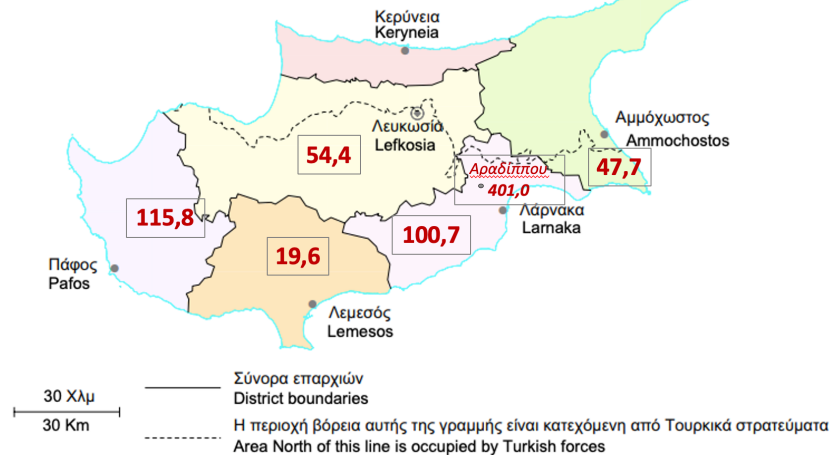 Κερύνεια
Keryneia
Αμμόχωστος
Ammochostos
Λευκωσία
Lefkosia
54,4
Αραδίππου
401,0
47,7
115,8
Λάρνακα
Larnaka
100,7
19,6
Πάφος
Pafos
Λεμεσός
Lemesos
30 Χλμ
30 Km
Σύνορα επαρχιών
District boundaries
Η περιοχή βόρεια αυτής της γραμμής είναι κατεχόμενη από Τουρκικά στρατεύματα
Area North of this line is occupied by Turkish forces